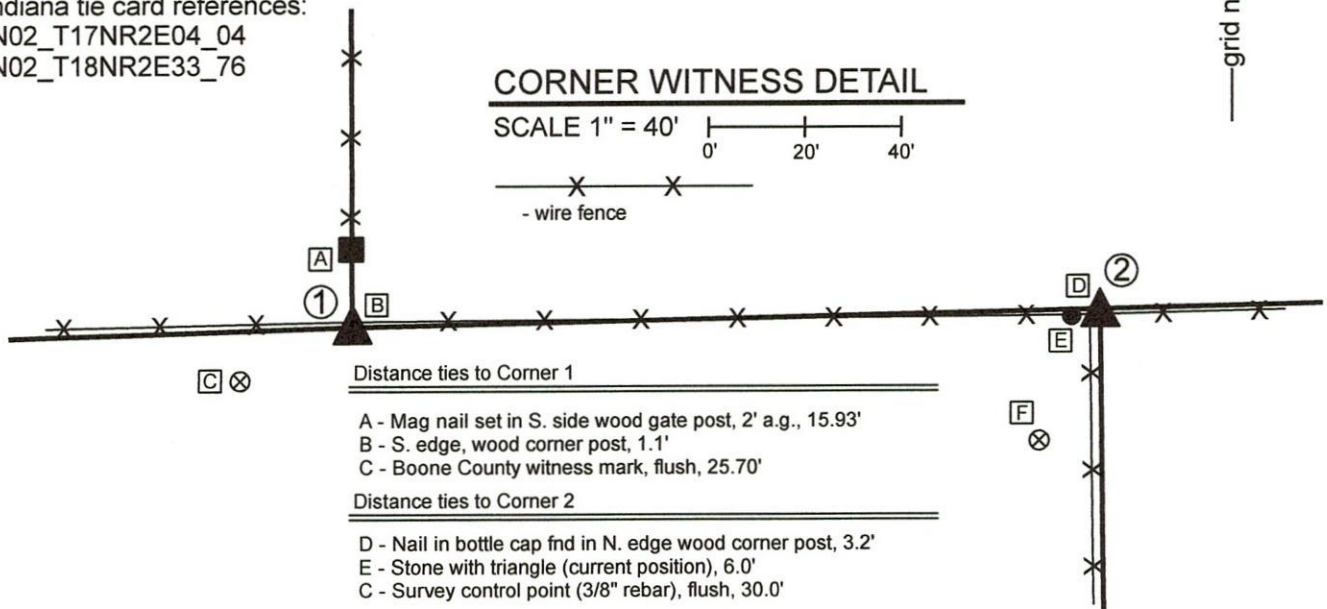 ndiana tie card references:
N02_T17NR2E04_04
N02_T18NR2E33_76
grid n
CORNER WITNESS DETAIL
SCALE 1" = 40'
0' 20' 40'
X X
- wire fence
A
1 B
D 2
E
C
F
Distance ties to Corner 1
A - Mag nail set in S. side wood gate post, 2' a.g., 15.93'
B - S. edge, wood corner post, 1.1'
C - Boone County witness mark, flush, 25.70'
Distance ties to Corner 2
D - Nail in bottle cap fnd in N. edge wood corner post, 3.2'
E - Stone with triangle (current position), 6.0'
C - Survey control point (3/8" rebar), flush, 30.0'